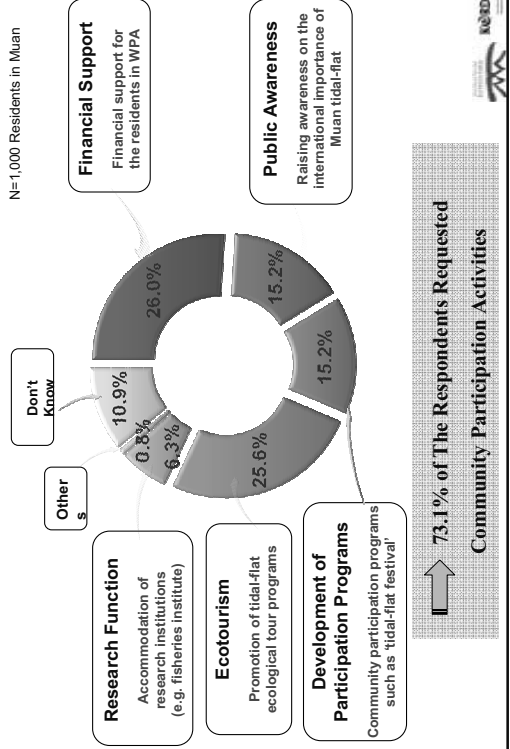 N=1,000 Residents in Muan
Financial Support
Financial support for
the residents in WPA
Public Awareness
Raising awareness on the
international importance of
Muan tidal-flat
Development of
Participation Programs
Community participation programs
such as ‘tidal-flat festival’
Ecotourism
Promotion of tidal-flat
ecological tour programs
Research Function
Accommodation of
research institutions
(e.g. fisheries institute)
Other
s
Don't
Know
26.0%
15.2%
15.2%
25.6%
6.3%
0.8%
10.9%
73.1% of The Respondents Requested
Community Participation Activities